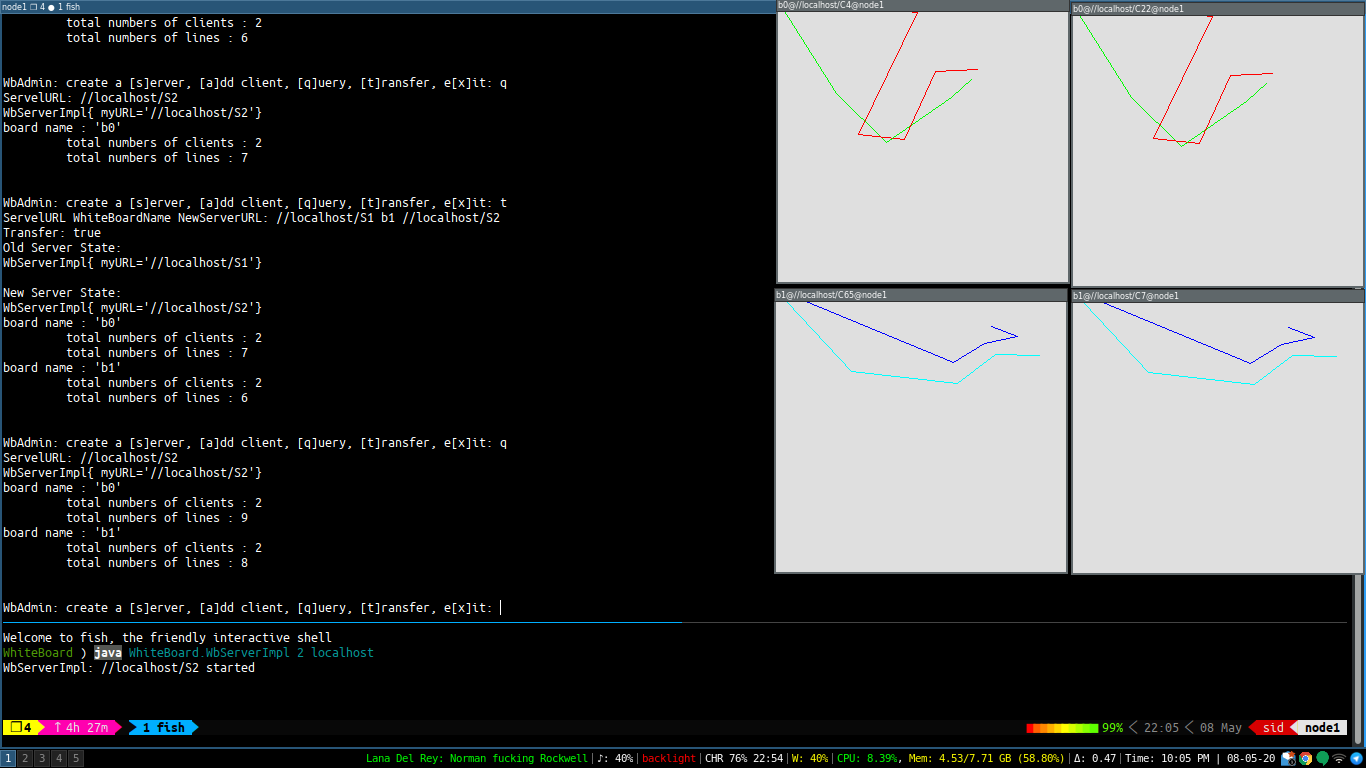 node1 ❐ 4 ● 1 fish
total numbers of clients : 2
total numbers of lines : 6
WbAdmin: create a [s]erver, [a]dd client, [q]uery, [t]ransfer, e[x]it: q
ServelURL: //localhost/S2
WbServerImpl{ myURL='//localhost/S2'}
board name : 'b0'
total numbers of clients : 2
total numbers of lines : 7
WbAdmin: create a [s]erver, [a]dd client, [q]uery, [t]ransfer, e[x]it: t
ServelURL WhiteBoardName NewServerURL: //localhost/S1 b1 //localhost/S2
Transfer: true
Old Server State:
WbServerImpl{ myURL='//localhost/S1'}
New Server State:
WbServerImpl{ myURL='//localhost/S2'}
board name : 'b0'
total numbers of clients : 2
total numbers of lines : 7
board name : 'b1'
total numbers of clients : 2
total numbers of lines : 6
WbAdmin: create a [s]erver, [a]dd client, [q]uery, [t]ransfer, e[x]it: q
ServelURL: //localhost/S2
WbServerImpl{ myURL='//localhost/S2'}
board name : 'b0'
total numbers of clients : 2
total numbers of lines : 9
board name : 'b1'
total numbers of clients : 2
total numbers of lines : 8
WbAdmin: create a [s]erver, [a]dd client, [q]uery, [t]ransfer, e[x]it:
b0@//localhost/C4@node1
b0@//localhost/C22@node1
b1@//localhost/C65@node1
b1@//localhost/C7@node1
Welcome to fish, the friendly interactive shell
WhiteBoard ) java WhiteBoard.WbServerImpl 2 localhost
WbServerImpl: //localhost/S2 started
❐ 4 ↑ 4h 27m 1 fish 99% 22:05 08 May sid node1
1 2 3 4 5 Lana Del Rey: Norman fucking Rockwell | ♪: 40% | backlight | CHR 76% 22:54 | W: 40% | CPU: 8.39%, Mem: 4.53/7.71 GB (58.80%) | Δ: 0.47 | Time: 10:05 PM | 08-05-20